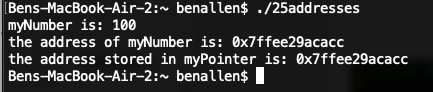 Bens-MacBook-Air-2:~ benallen$ ./25addresses
myNumber is: 100
the address of myNumber is: 0x7ffee29acacc
the address stored in myPointer is: 0x7ffee29acacc
Bens-MacBook-Air-2:~ benallen$